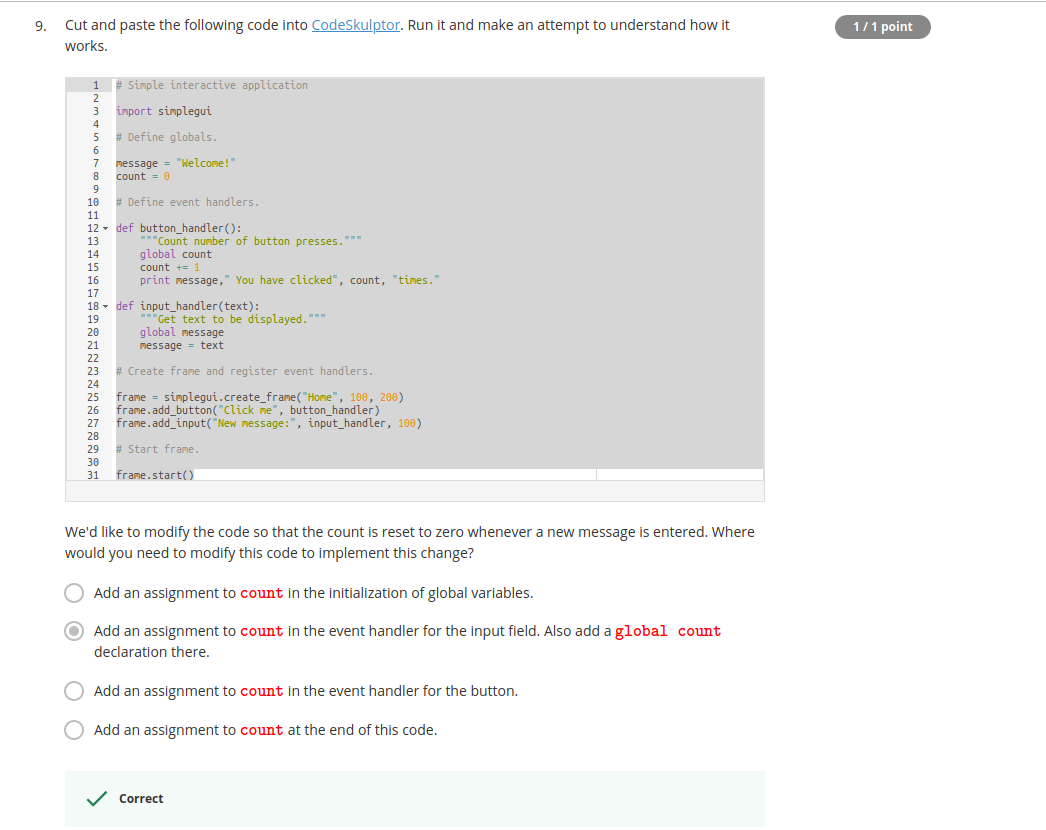 9. Cut and paste the following code into CodeSkulptor. Run it and make an attempt to understand how it
works.
1 / 1 point
1 # Simple interactive application
2
3 import simplegui
4
5 # Define globals.
6
7 message = "Welcome!"
8 count = 0
9
10 # Define event handlers.
11
12 def button_handler():
13     """Count number of button presses."""
14     global count
15     count += 1
16     print message," You have clicked", count, "times."
17
18 def input_handler(text):
19     """Get text to be displayed."""
20     global message
21     message = text
22
23 # Create frame and register event handlers.
24
25 frame = simplegui.create_frame("Home", 100, 200)
26 frame.add_button("Click me", button_handler)
27 frame.add_input("New message:", input_handler, 100)
28
29 # Start frame.
30
31 frame.start()
We'd like to modify the code so that the count is reset to zero whenever a new message is entered. Where
would you need to modify this code to implement this change?
Add an assignment to count in the initialization of global variables.
Add an assignment to count in the event handler for the input field. Also add a global count
declaration there.
Add an assignment to count in the event handler for the button.
Add an assignment to count at the end of this code.
Correct